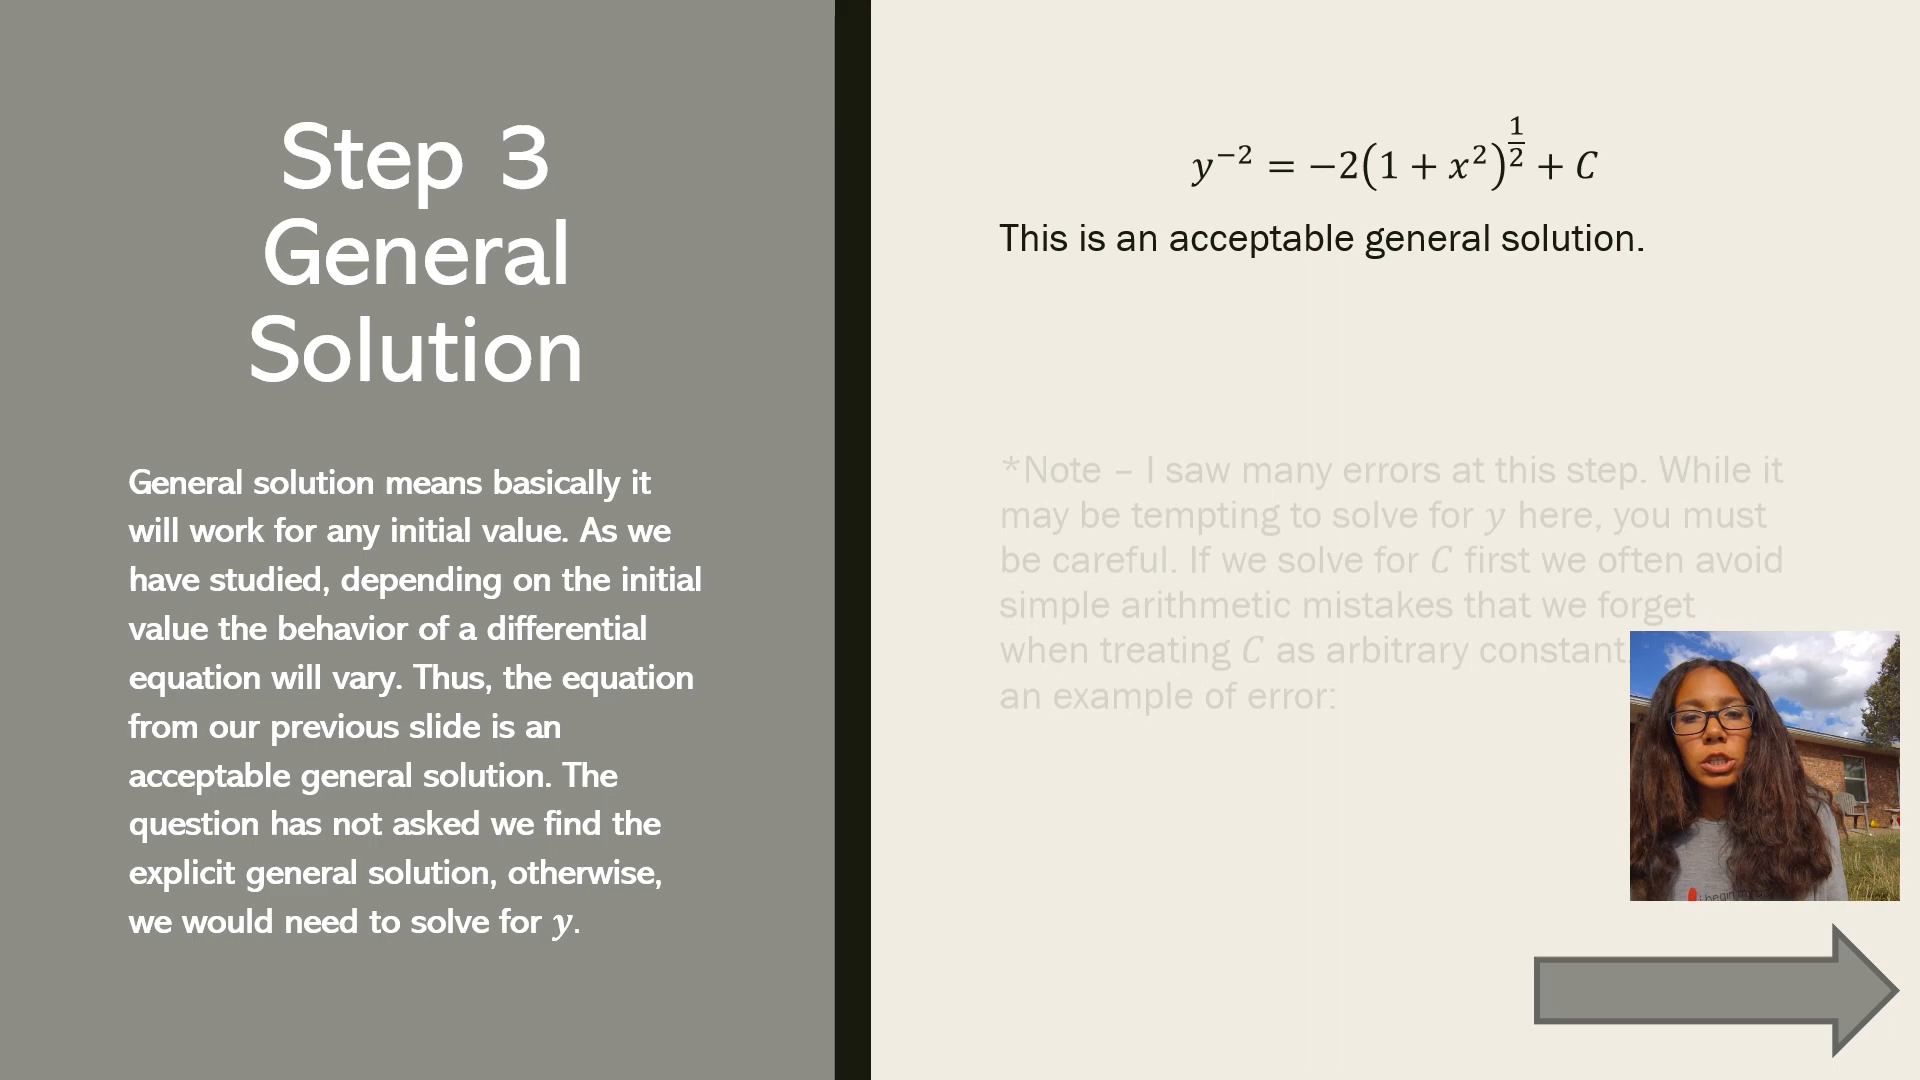 Step 3
General
Solution
General solution means basically it
will work for any initial value. As we
have studied, depending on the initial
value the behavior of a differential
equation will vary. Thus, the equation
from our previous slide is an
acceptable general solution. The
question has not asked we find the
explicit general solution, otherwise,
we would need to solve for y.
y⁻² = −2(1 + x²)^(1/2) + C
This is an acceptable general solution.
*Note – I saw many errors at this step. While it
may be tempting to solve for y here, you must
be careful. If we solve for C first we often avoid
simple arithmetic mistakes that we forget
when treating C as arbitrary constant.
an example of error:
i begin